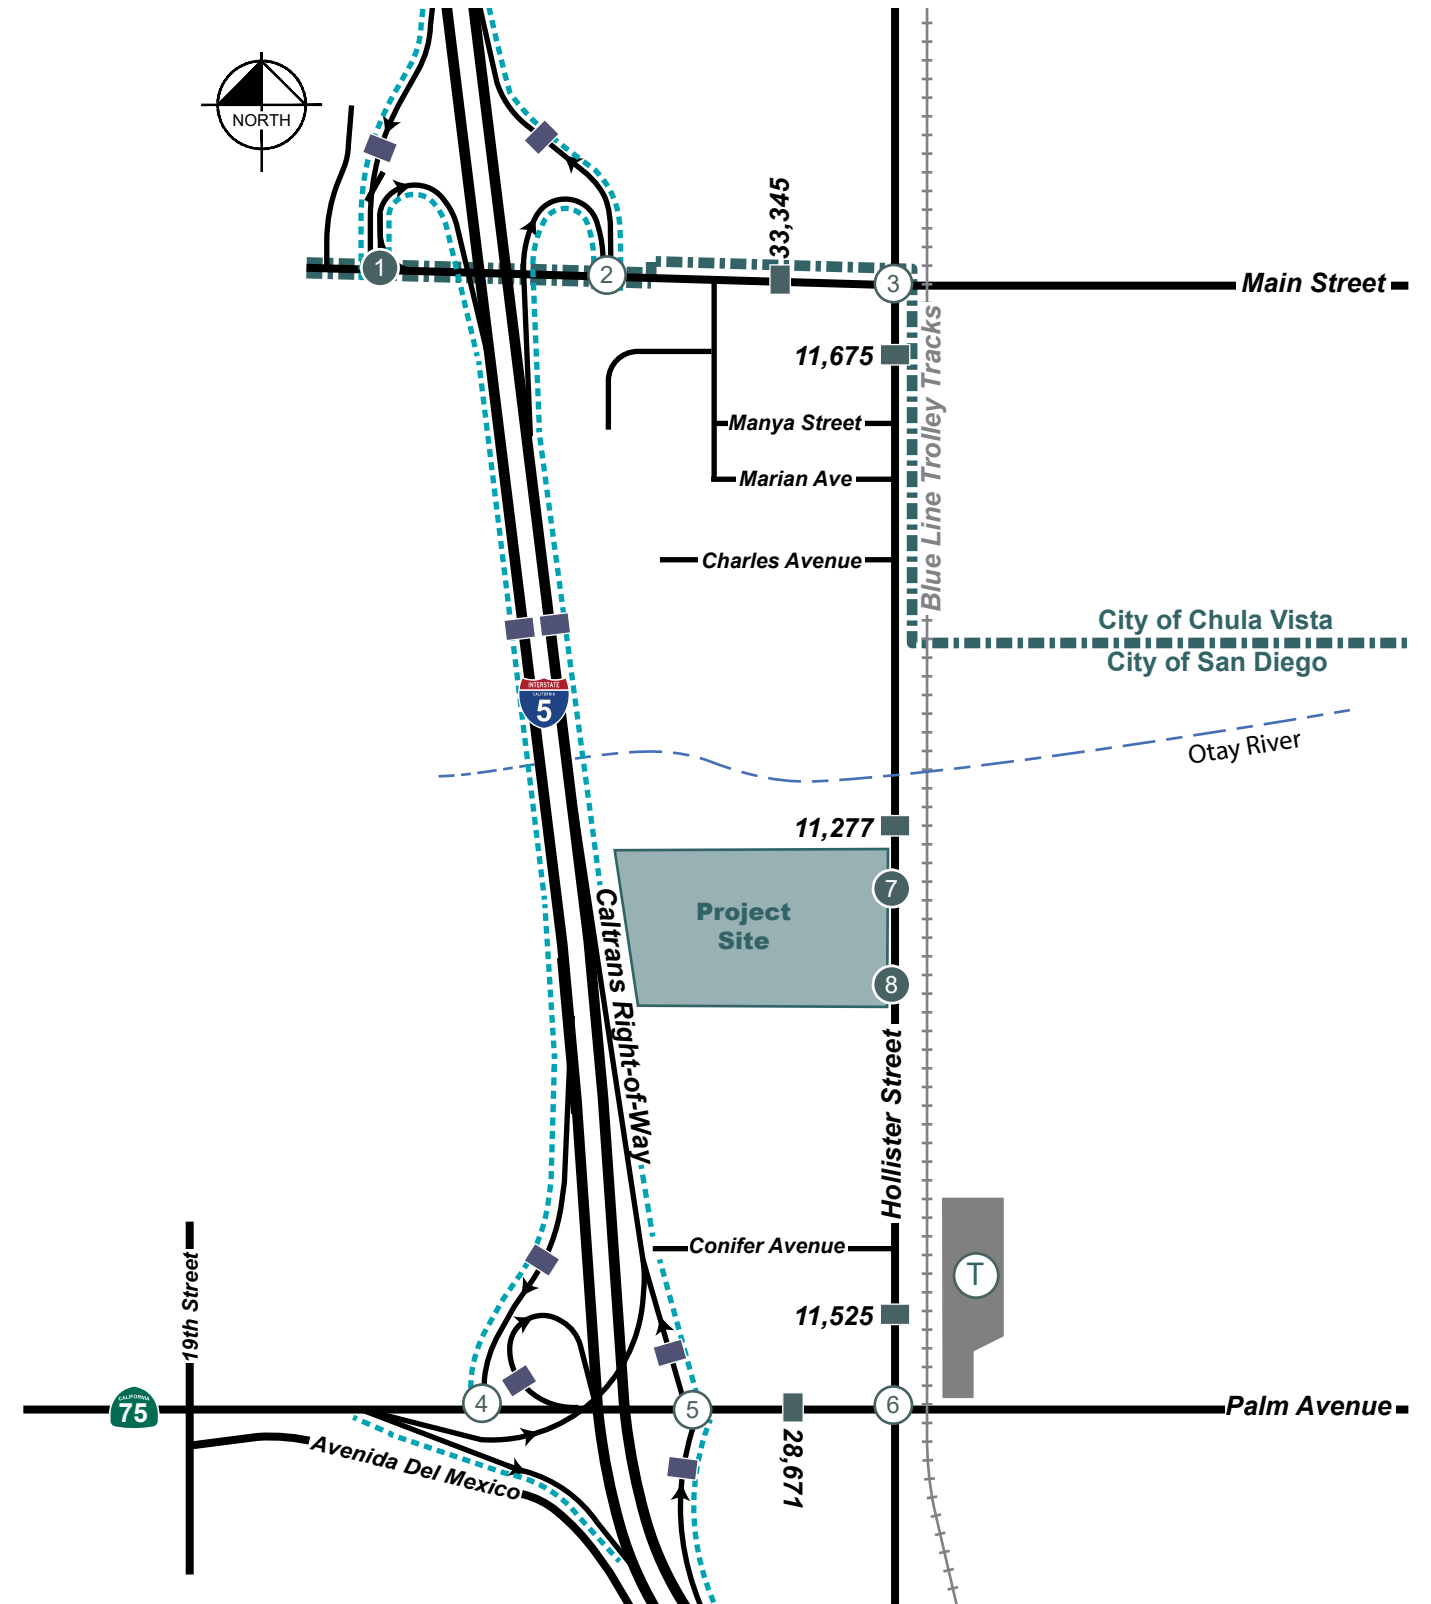 NORTH
33,345
1
2
3
Main Street
11,675
Blue Line Trolley Tracks
Manya Street
Marian Ave
Charles Avenue
City of Chula Vista
City of San Diego
INTERSTATE
CALIFORNIA
5
Otay River
11,277
Project
Site
7
8
Caltrans Right-of-Way
Hollister Street
Conifer Avenue
T
19th Street
11,525
CALIFORNIA
75
4
5
6
Palm Avenue
28,671
Avenida Del Mexico